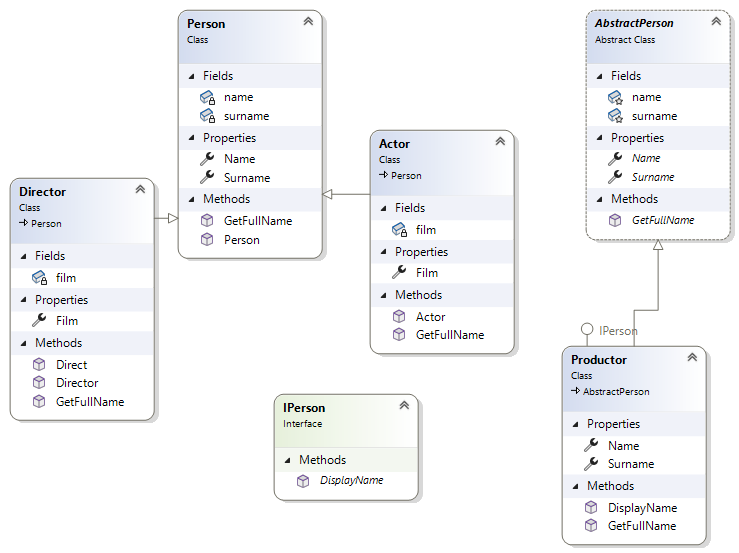 Person
Class
Fields
name
surname
Properties
Name
Surname
Methods
GetFullName
Person
AbstractPerson
Abstract Class
Fields
name
surname
Properties
Name
Surname
Methods
GetFullName
Actor
Class
Person
Fields
film
Properties
Film
Methods
Actor
GetFullName
Director
Class
Person
Fields
film
Properties
Film
Methods
Direct
Director
GetFullName
IPerson
Interface
Methods
DisplayName
IPerson
Productor
Class
AbstractPerson
Properties
Name
Surname
Methods
DisplayName
GetFullName